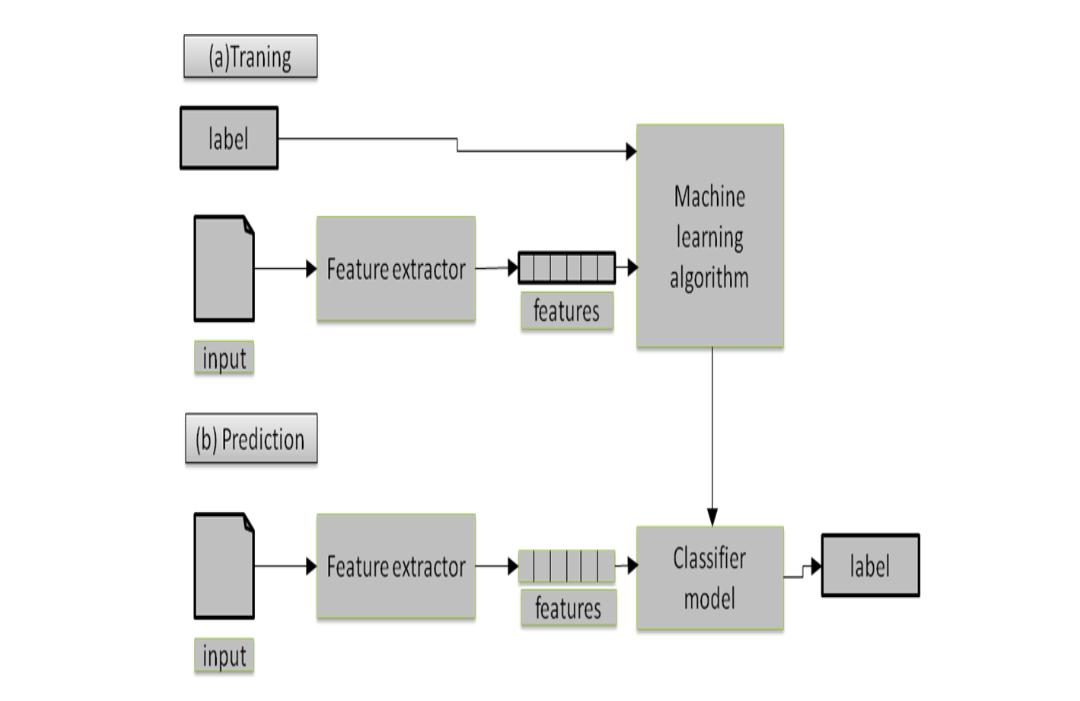 (a)Traning
label
Machine
learning
algorithm
Feature extractor
features
input
(b) Prediction
Feature extractor
features
Classifier
model
label
input